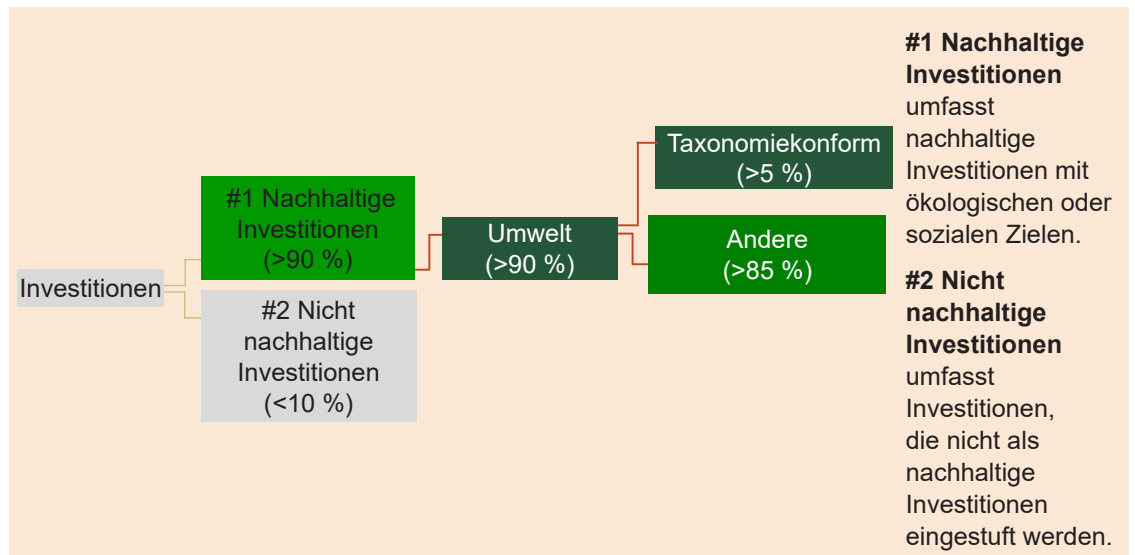 Investitionen
#1 Nachhaltige
Investitionen
(>90 %)
#2 Nicht
nachhaltige
Investitionen
(<10 %)
Umwelt
(>90 %)
Taxonomiekonform
(>5 %)
Andere
(>85 %)
#1 Nachhaltige
Investitionen
umfasst
nachhaltige
Investitionen mit
ökologischen oder
sozialen Zielen.
#2 Nicht
nachhaltige
Investitionen
umfasst
Investitionen,
die nicht als
nachhaltige
Investitionen
eingestuft werden.